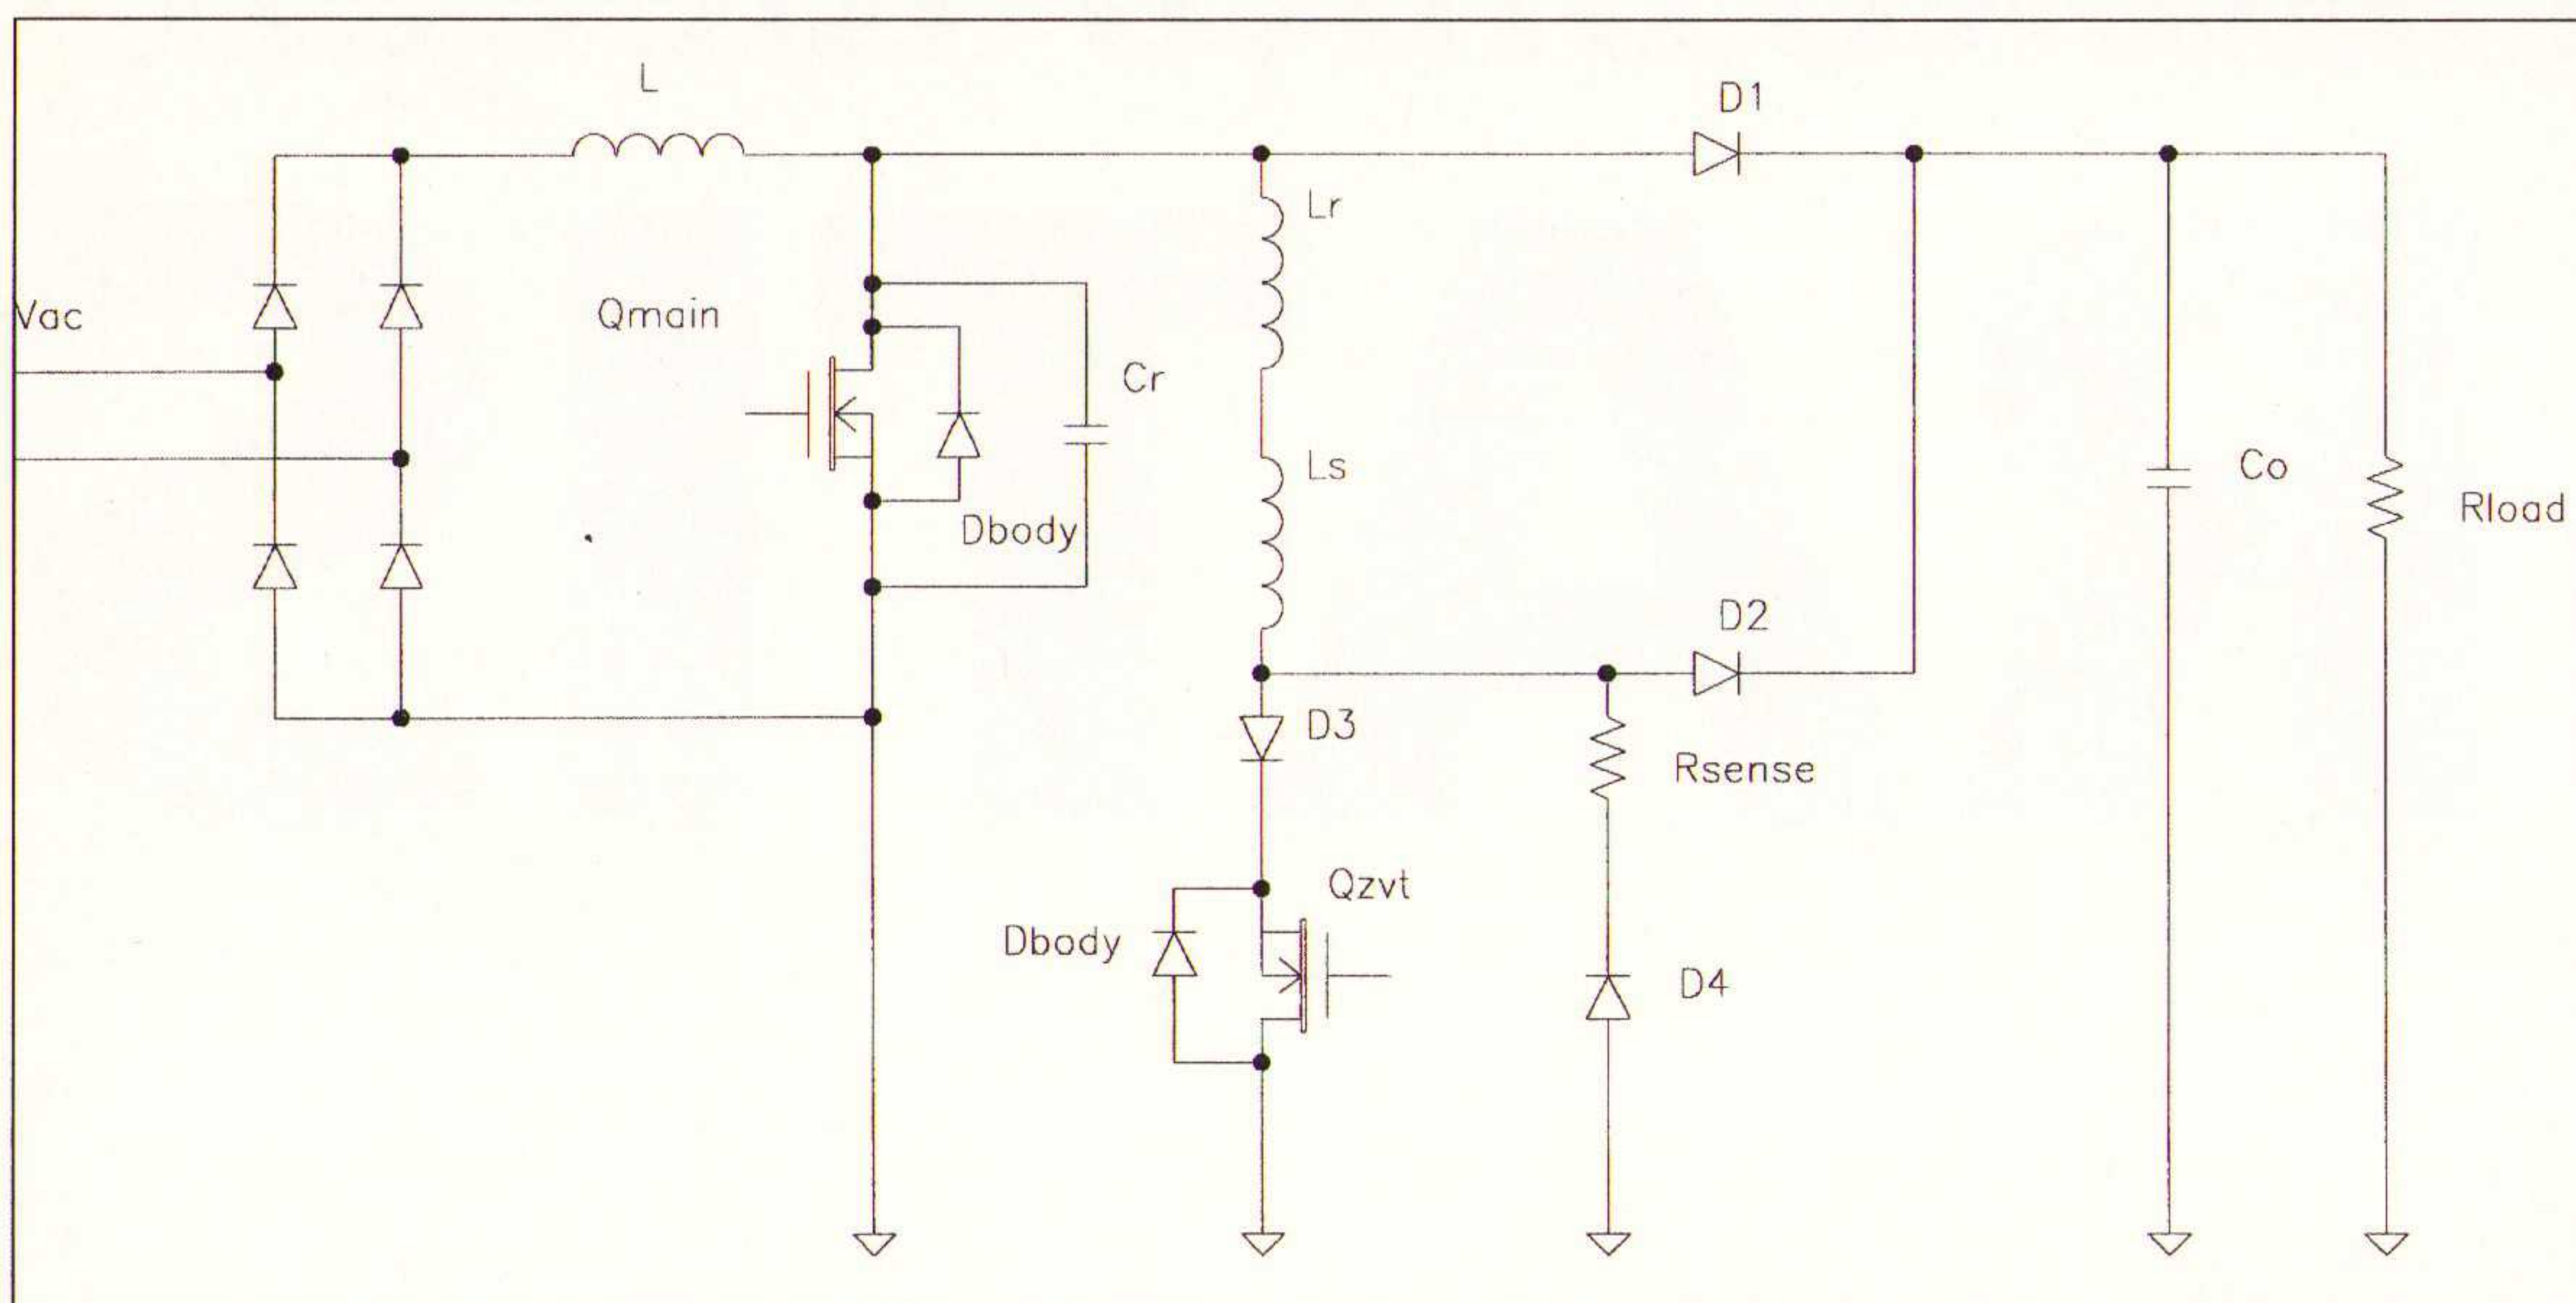 L
D1
Lr
Vac
Qmain
Cr
Ls
Co
Rload
Dbody
D2
D3
Rsense
Qzvt
Dbody
D4